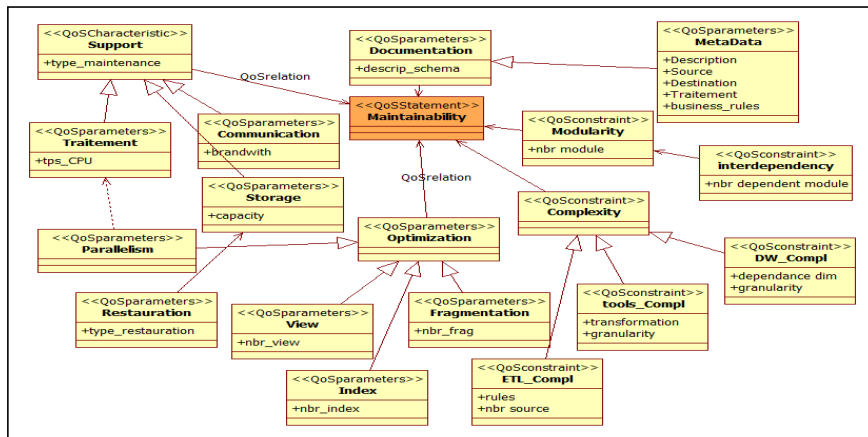 <<QoSCharacteristic>>
Support
+type_maintenance
<<QoSparameters>>
Documentation
+descrip_schema
<<QoSparameters>>
MetaData
+Description
+Source
+Destination
+Traitement
+business_rules
QoSrelation
<<QoSStatement>>
Maintainability
<<QoSparameters>>
Traitement
+tps_CPU
<<QoSparameters>>
Communication
+brandwith
<<QoSconstraint>>
Modularity
+nbr module
<<QoSconstraint>>
interdependency
+nbr dependent module
QoSrelation
<<QoSparameters>>
Storage
+capacity
<<QoSconstraint>>
Complexity
<<QoSparameters>>
Parallelism
<<QoSparameters>>
Optimization
<<QoSconstraint>>
DW_Compl
+dependance dim
+granularity
<<QoSparameters>>
Restauration
+type_restauration
<<QoSparameters>>
View
+nbr_view
<<QoSparameters>>
Fragmentation
+nbr_frag
<<QoSconstraint>>
tools_Compl
+transformation
+granularity
<<QoSparameters>>
Index
+nbr_index
<<QoSconstraint>>
ETL_Compl
+rules
+nbr source